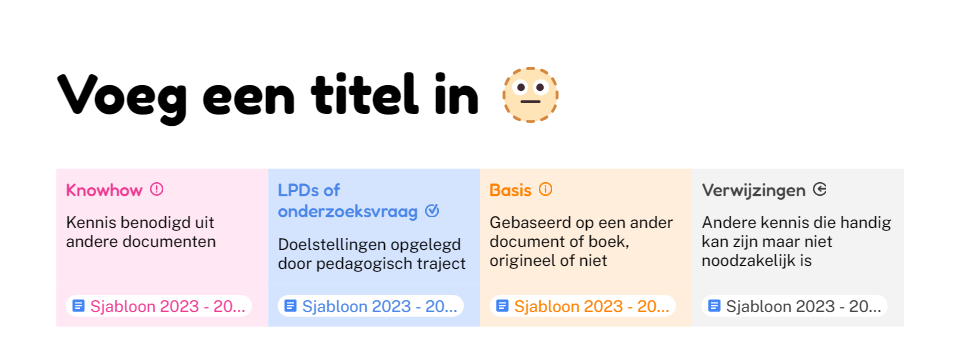 Voeg een titel in
Knowhow
Kennis benodigd uit
andere documenten
Sjabloon 2023 - 20...
LPDs of
onderzoeksvraag
Doelstellingen opgelegd
door pedagogisch traject
Sjabloon 2023 - 20...
Basis
Gebaseerd op een ander
document of boek,
origineel of niet
Sjabloon 2023 - 20...
Verwijzingen
Andere kennis die handig
kan zijn maar niet
noodzakelijk is
Sjabloon 2023 - 20...